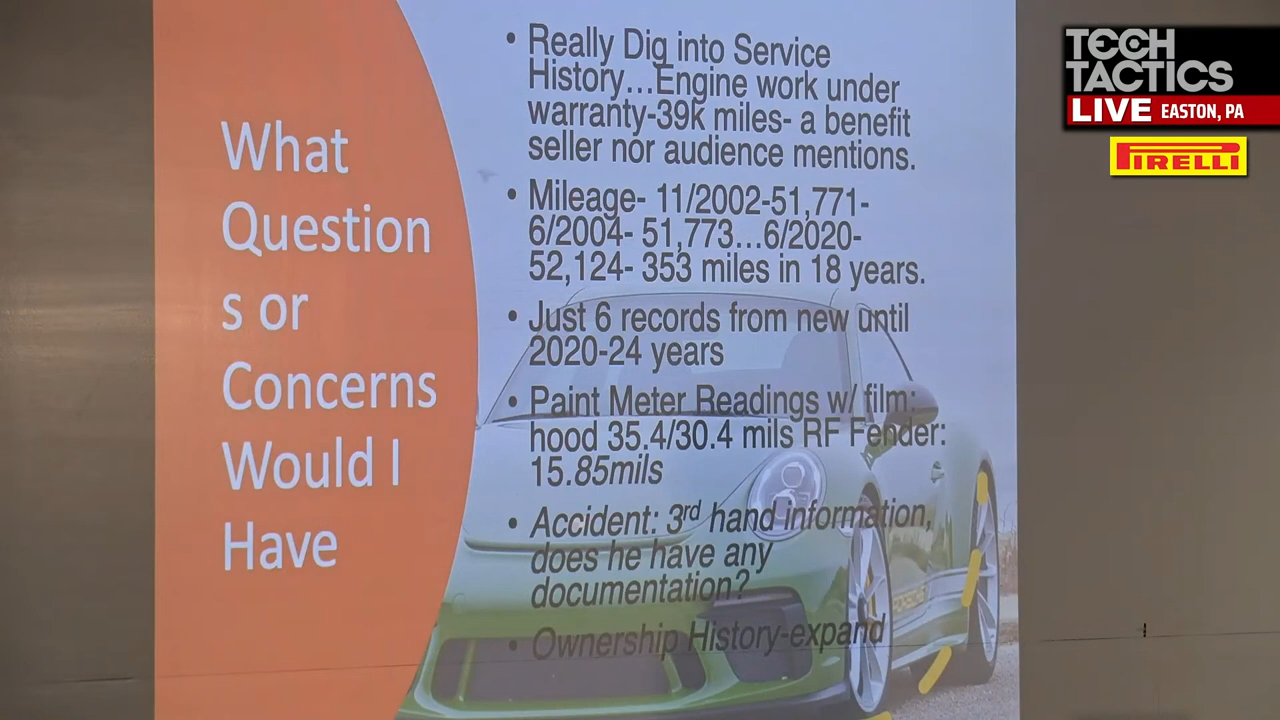 What
Question
s or
Concerns
Would I
Have
• Really Dig into Service
History...Engine work under
warranty-39k miles- a benefit
seller nor audience mentions.
• Mileage- 11/2002-51,771-
6/2004- 51,773...6/2020-
52,124- 353 miles in 18 years.
• Just 6 records from new until
2020-24 years
• Paint Meter Readings w/ film:
hood 35.4/30.4 mils RF Fender:
15.85mils
• Accident: 3rd hand information,
does he have any
documentation?
• Ownership History-expand
TECH
TACTICS
LIVE EASTON, PA
PIRELLI